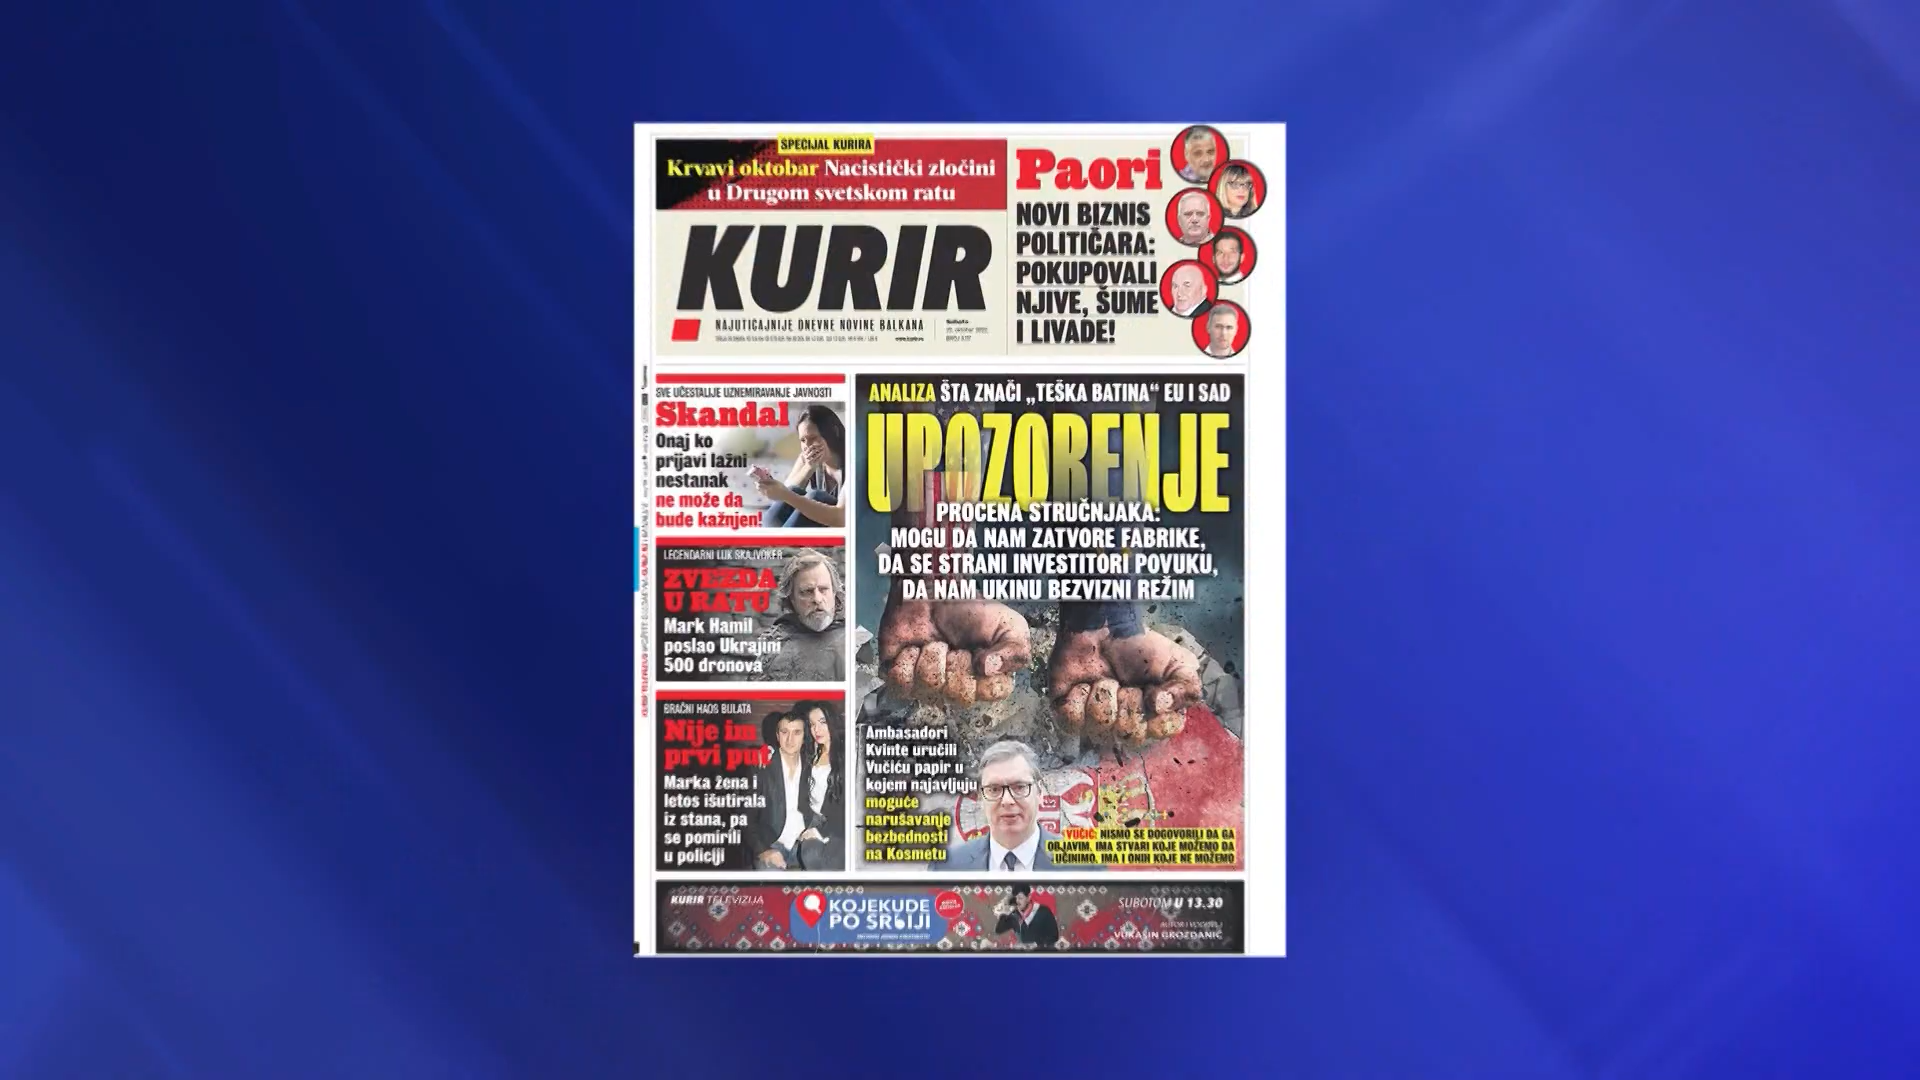 SPECIJAL KURIRA
Krvavi oktobar Nacistički zločini
u Drugom svetskom ratu
KURIR
NAJUTICAJNIJE DNEVNE NOVINE BALKANA
www.kurir.rs
Subota
Paori
NOVI BIZNIS
POLITIČARA:
POKUPOVALI
NJIVE, ŠUME
I LIVADE!
SVE UČESTALIJE UZNEMIRAVANJE JAVNOSTI
Skandal
Onaj ko
prijavi lažni
nestanak
ne može da
bude kažnjen!
LEGENDARNI LUK SKAJVOKER
ZVEZDA
U RATU
Mark Hamil
poslao Ukrajini
500 dronova
BRAČNI HAOS BULATA
Nije im
prvi put
Marka žena i
letos išutirala
iz stana, pa
se pomirili
u policiji
ANALIZA ŠTA ZNAČI „TEŠKA BATINA“ EU I SAD
UPOZORENJE
PROCENA STRUČNJAKA:
MOGU DA NAM ZATVORE FABRIKE,
DA SE STRANI INVESTITORI POVUKU,
DA NAM UKINU BEZVIZNI REŽIM
Ambasadori
Kvinte uručili
Vučiću papir u
kojem najavljuju
moguće
narušavanje
bezbednosti
na Kosmetu
VUČIĆ: NISMO SE DOGOVORILI DA GA
OBJAVIM. IMA STVARI KOJE MOŽEMO DA
UČINIMO, IMA I ONIH KOJE NE MOŽEMO
KURIR TELEVIZIJA
KOJEKUDE
PO SRBIJI
SUBOTOM U 13.30
AUTOR I VODITELJ
VUKAŠIN GROZDANIĆ